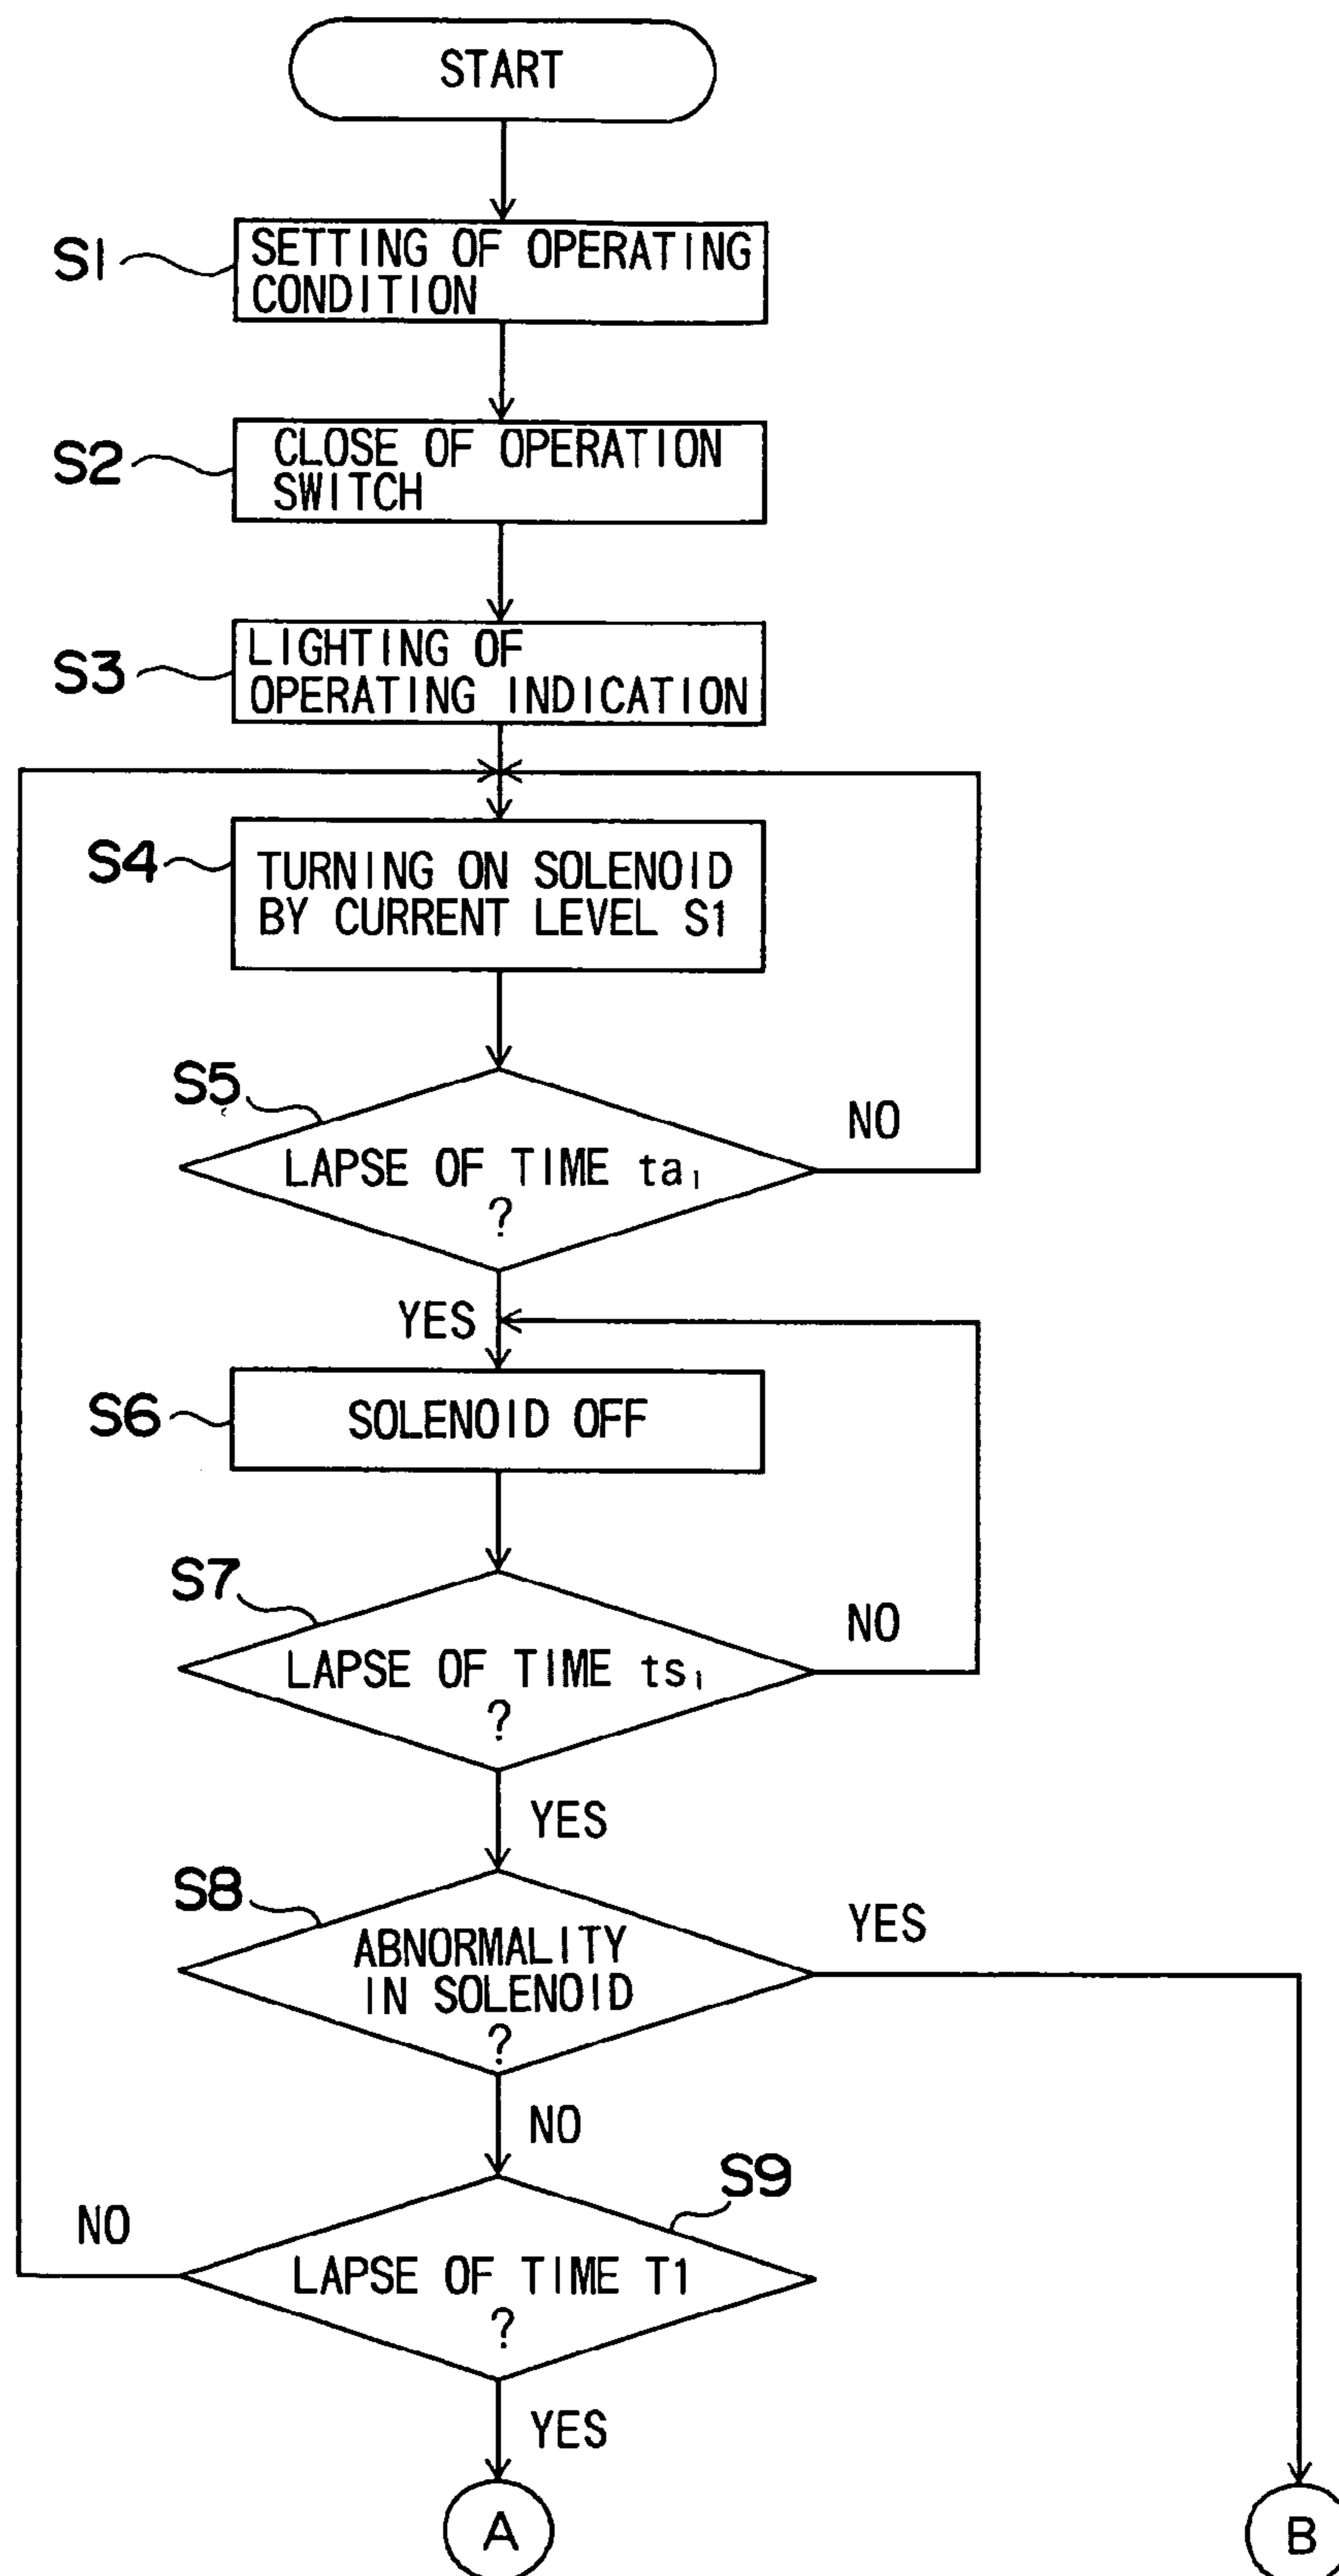 START
S1
SETTING OF OPERATING
CONDITION
S2
CLOSE OF OPERATION
SWITCH
S3
LIGHTING OF
OPERATING INDICATION
S4
TURNING ON SOLENOID
BY CURRENT LEVEL S1
S5
LAPSE OF TIME ta₁
?
NO
YES
S6
SOLENOID OFF
S7
LAPSE OF TIME ts₁
?
NO
YES
S8
ABNORMALITY
IN SOLENOID
?
YES
NO
S9
LAPSE OF TIME T1
?
NO
YES
A
B